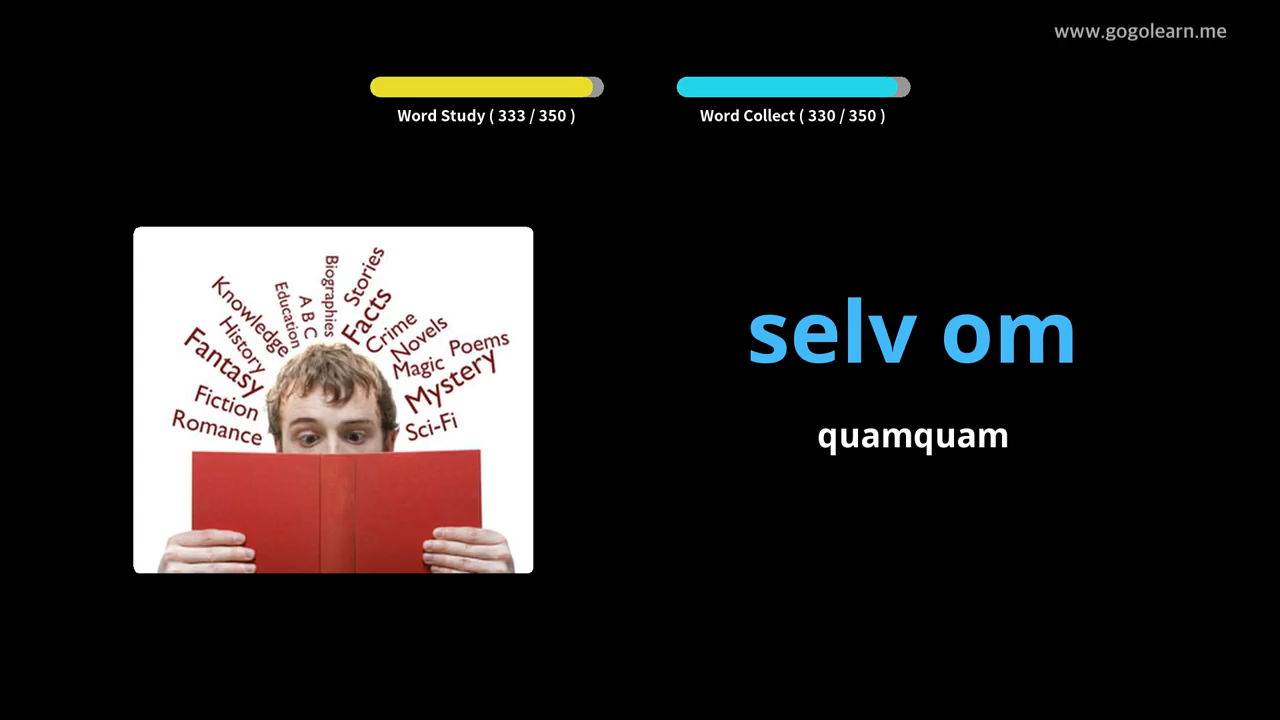 www.gogolearn.me
Word Study ( 333 / 350 )
Word Collect ( 330 / 350 )
Biographies
Stories
Education
A B C
Facts
Knowledge
Crime
History
Novels
Poems
Fantasy
Magic
Mystery
Fiction
Romance
Sci-Fi
selv om
quamquam